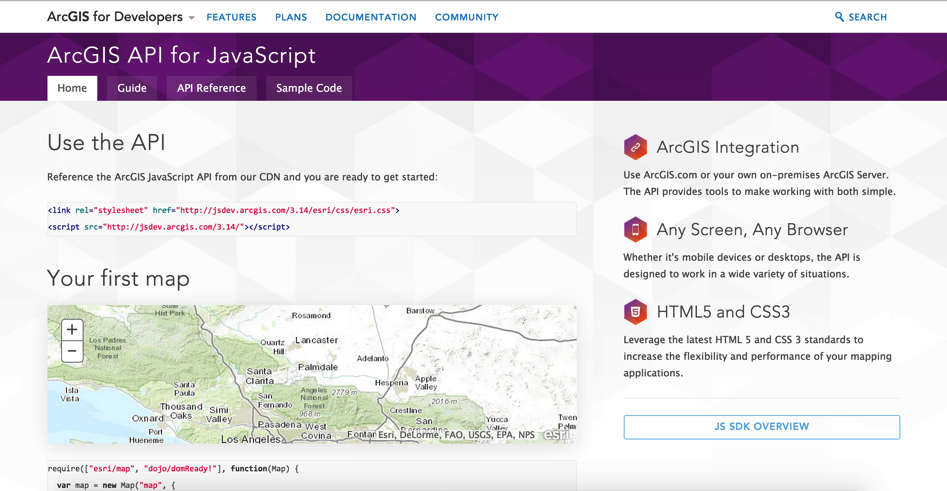 ArcGIS for Developers
FEATURES
PLANS
DOCUMENTATION
COMMUNITY
SEARCH
ArcGIS API for JavaScript
Home
Guide
API Reference
Sample Code
Use the API
Reference the ArcGIS JavaScript API from our CDN and you are ready to get started:
<link rel="stylesheet" href="http://jsdev.arcgis.com/3.14/esri/css/esri.css">
<script src="http://jsdev.arcgis.com/3.14/"></script>
Your first map
+
−
State
Hist Park
Rosamond
Barstow
Los Padres
National
Forest
Quartz
Hill
Lancaster
Palmdale
Adelanto
Hesperia
Apple
Valley
Isla
Vista
Santa
Paula
Santa
Clarita
San
Fernando
Angeles
National
Forest
2779 m
968 m
2016 m
Crestline
Oxnard
Thousand
Oaks
Simi
Valley
Port
Hueneme
Pasadena
West
Covina
Los Angeles
Fontan
San
Bernardino
Yucca
Valley
Twen
Palm
Esri, DeLorme, FAO, USGS, EPA, NPS
esri
require(["esri/map", "dojo/domReady!"], function(Map) {
var map = new Map("map", {
ArcGIS Integration
Use ArcGIS.com or your own on-premises ArcGIS Server.
The API provides tools to make working with both simple.
Any Screen, Any Browser
Whether it's mobile devices or desktops, the API is
designed to work in a wide variety of situations.
HTML5 and CSS3
Leverage the latest HTML 5 and CSS 3 standards to
increase the flexibility and performance of your mapping
applications.
JS SDK OVERVIEW